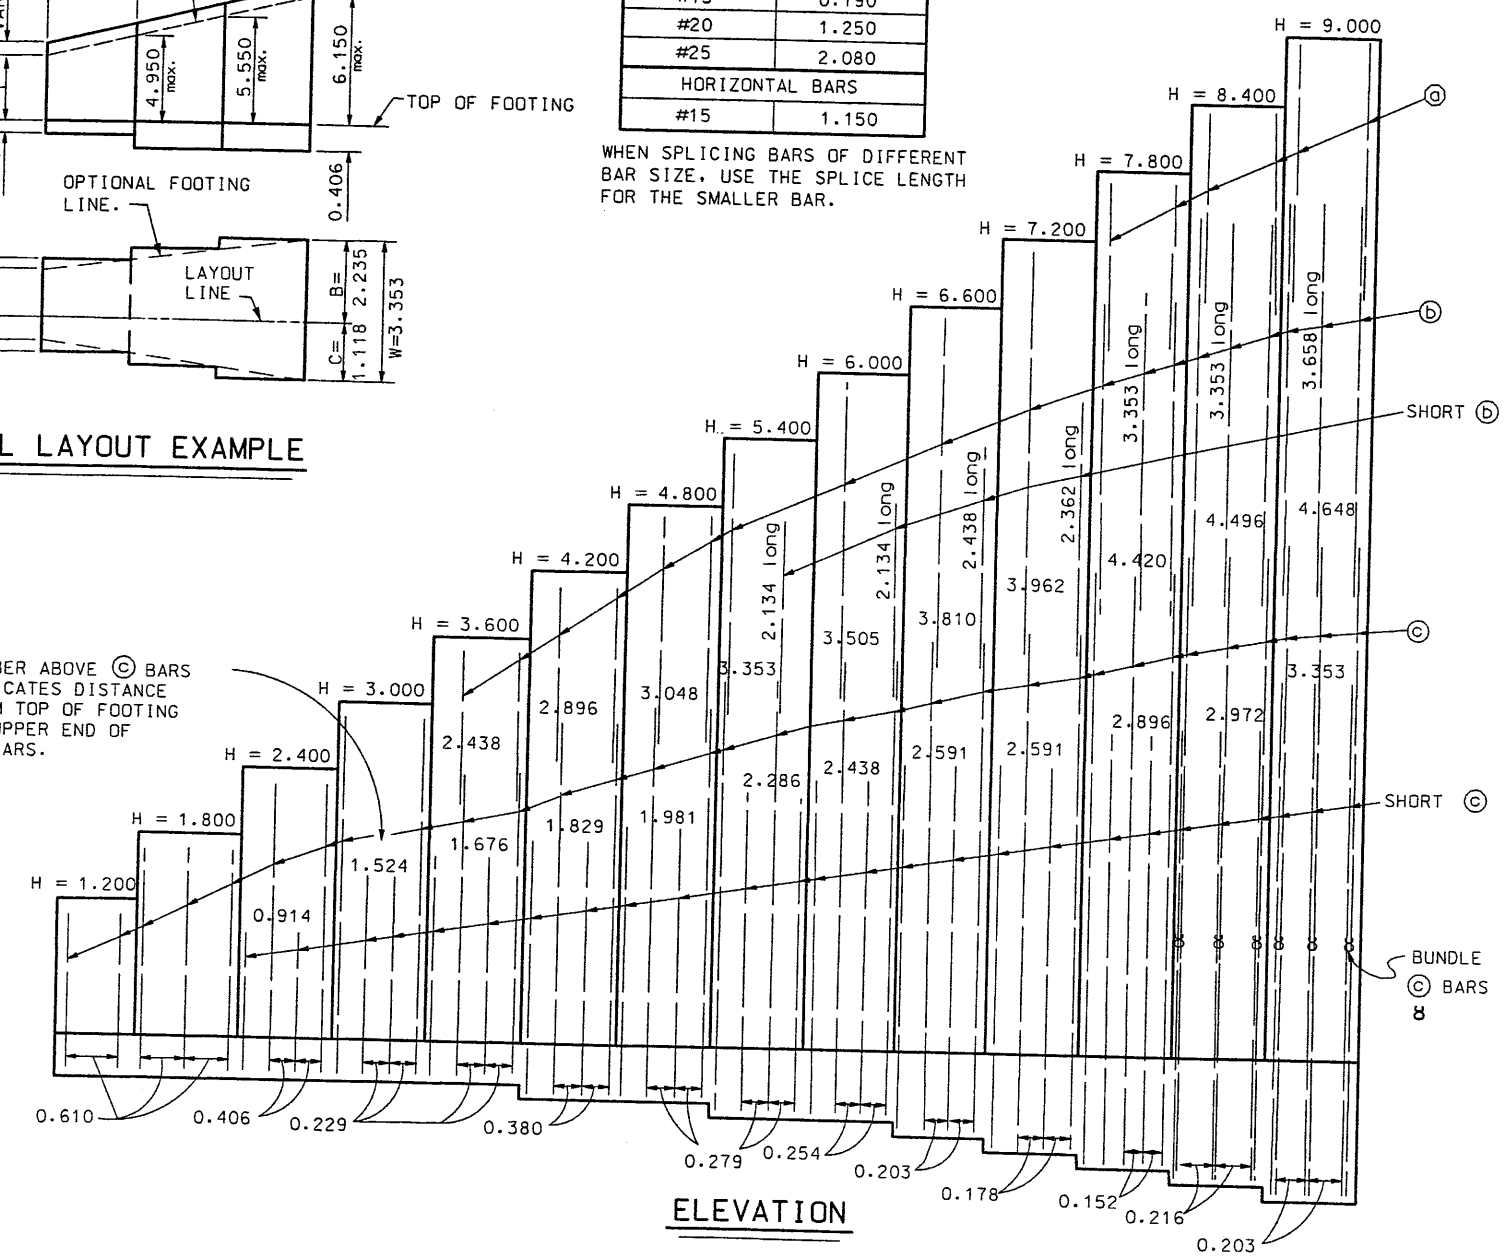 4.950
max.
5.550
max.
6.150
max.
TOP OF FOOTING
0.406
OPTIONAL FOOTING
LINE.
LAYOUT
LINE
B=
2.235
C=
1.118
W=3.353
L LAYOUT EXAMPLE
#20 1.250
#25 2.080
HORIZONTAL BARS
#15 1.150
WHEN SPLICING BARS OF DIFFERENT
BAR SIZE, USE THE SPLICE LENGTH
FOR THE SMALLER BAR.
H = 9.000
H = 8.400
H = 7.800
H = 7.200
H = 6.600
H = 6.000
H = 5.400
H = 4.800
H = 4.200
H = 3.600
H = 3.000
H = 2.400
H = 1.800
H = 1.200
a
b
SHORT b
c
SHORT c
BUNDLE
c BARS
8
BER ABOVE c BARS
ICATES DISTANCE
M TOP OF FOOTING
UPPER END OF
ARS.
2.134 long
2.134 long
2.438 long
2.362 long
3.353 long
3.353 long
3.658 long
2.438
2.896
3.048
3.353
3.505
3.810
3.962
4.420
4.496
4.648
0.914
1.524
1.676
1.829
1.981
2.286
2.438
2.591
2.591
2.896
2.972
3.353
8 8 8 8 8 8
0.610
0.406
0.229
0.380
0.279
0.254
0.203
0.178
0.152
0.216
0.203
ELEVATION